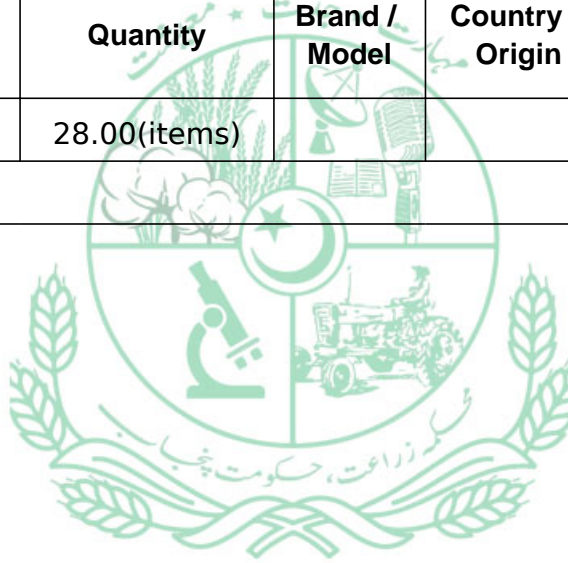 Quantity
Brand /
Model
Country
Origin
28.00(items)
محکمہ زراعت، حکومت پنجاب